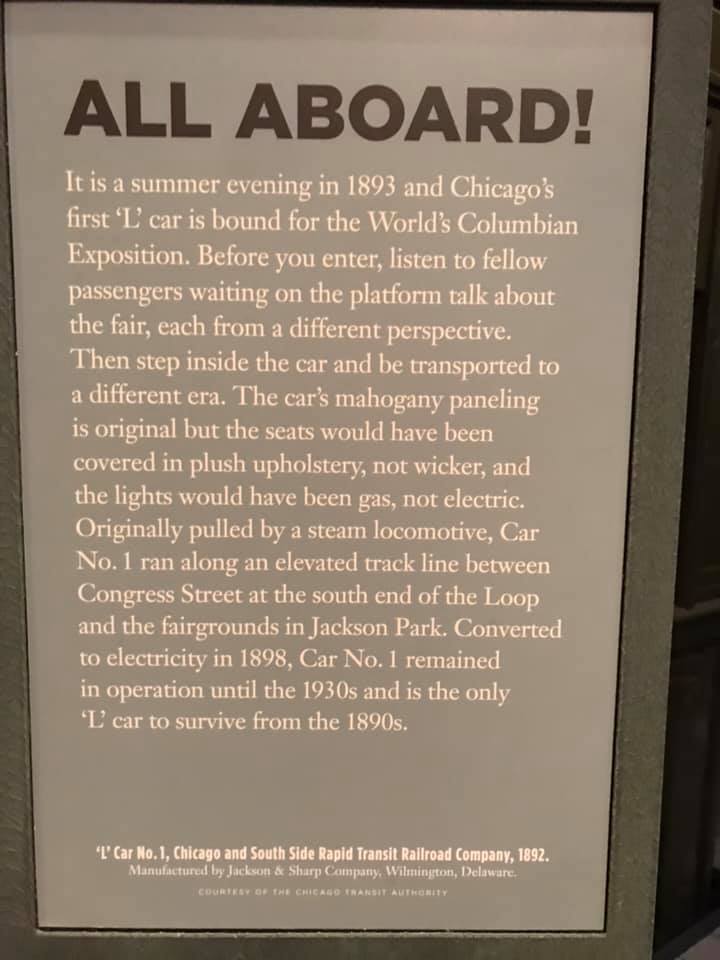 ALL ABOARD!
It is a summer evening in 1893 and Chicago's
first 'L' car is bound for the World's Columbian
Exposition. Before you enter, listen to fellow
passengers waiting on the platform talk about
the fair, each from a different perspective.
Then step inside the car and be transported to
a different era. The car's mahogany paneling
is original but the seats would have been
covered in plush upholstery, not wicker, and
the lights would have been gas, not electric.
Originally pulled by a steam locomotive, Car
No. 1 ran along an elevated track line between
Congress Street at the south end of the Loop
and the fairgrounds in Jackson Park. Converted
to electricity in 1898, Car No. 1 remained
in operation until the 1930s and is the only
'L' car to survive from the 1890s.
'L' Car No. 1, Chicago and South Side Rapid Transit Railroad Company, 1892.
Manufactured by Jackson & Sharp Company, Wilmington, Delaware.
COURTESY OF THE CHICAGO TRANSIT AUTHORITY